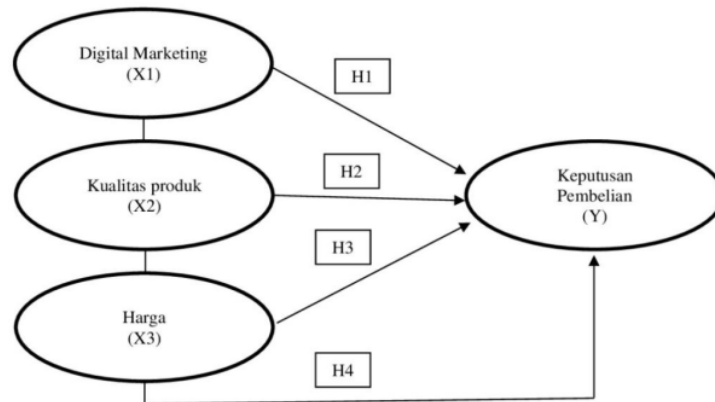 Digital Marketing
(X1)
H1
Kualitas produk
(X2)
H2
Keputusan
Pembelian
(Y)
H3
Harga
(X3)
H4